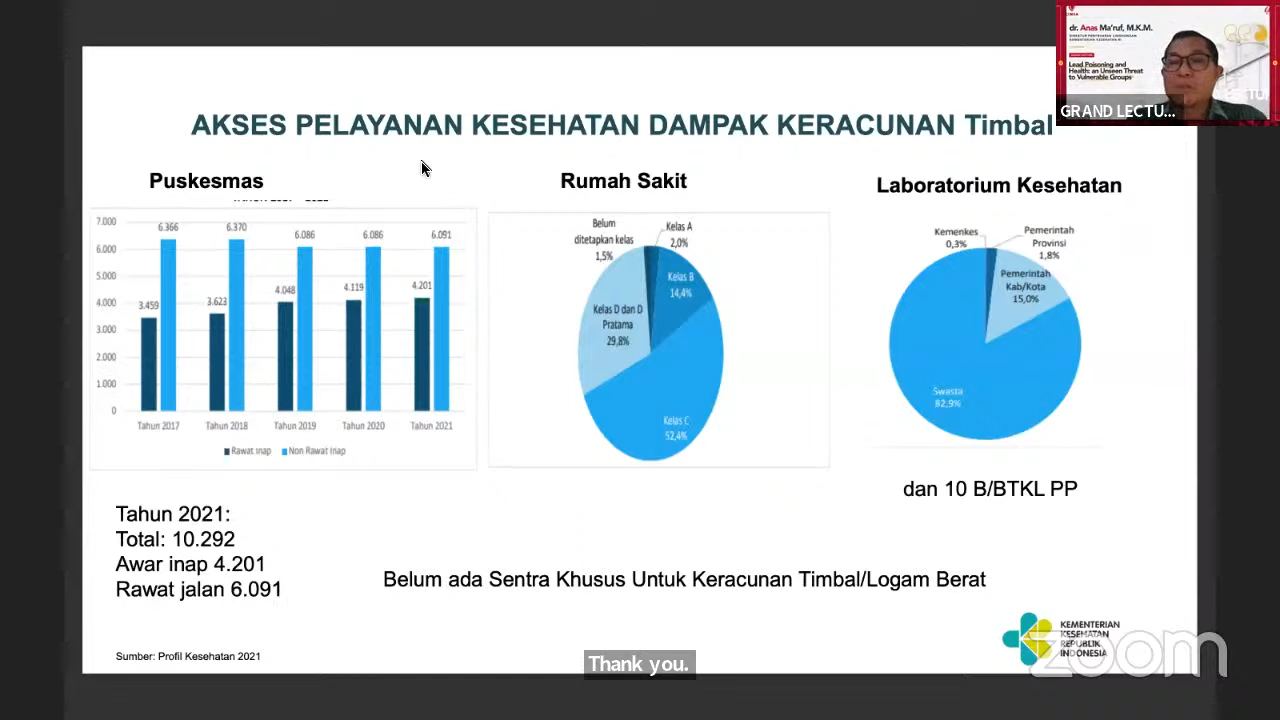 dr. Anas Ma'ruf, M.K.M.
Lead Poisoning and
Health: an Unseen Threat
to Vulnerable Groups
GRAND LECTU...
AKSES PELAYANAN KESEHATAN DAMPAK KERACUNAN Timbal
Puskesmas
7.000
6.000
5.000
4.000
3.000
2.000
1.000
0
6.366
6.370
6.086
6.086
6.091
3.459
3.623
4.048
4.119
4.201
Tahun 2017
Tahun 2018
Tahun 2019
Tahun 2020
Tahun 2021
Rawat Inap
Non Rawat Inap
Rumah Sakit
Belum
ditetapkan kelas
1,5%
Kelas A
2,0%
Kelas B
14,4%
Kelas D dan D
Pratama
29,8%
Kelas C
52,4%
Laboratorium Kesehatan
Kemenkes
0,3%
Pemerintah
Provinsi
1,8%
Pemerintah
Kab/Kota
15,0%
Swasta
82,9%
dan 10 B/BTKL PP
Tahun 2021:
Total: 10.292
Awar inap 4.201
Rawat jalan 6.091
Belum ada Sentra Khusus Untuk Keracunan Timbal/Logam Berat
Sumber: Profil Kesehatan 2021
KEMENTERIAN
KESEHATAN
REPUBLIK
INDONESIA
zoom
Thank you.